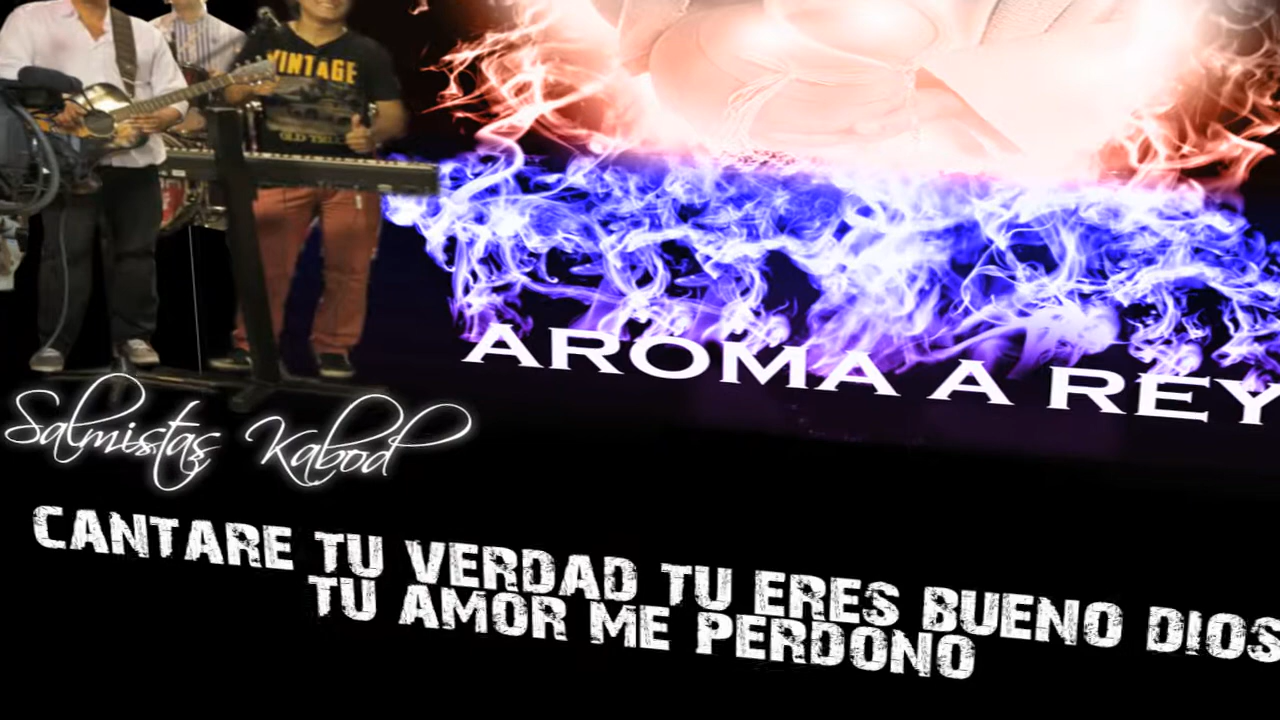 VINTAGE
AROMA A REY
Salmistas Kabod
CANTARE TU VERDAD TU ERES BUENO DIOS
TU AMOR ME PERDONO